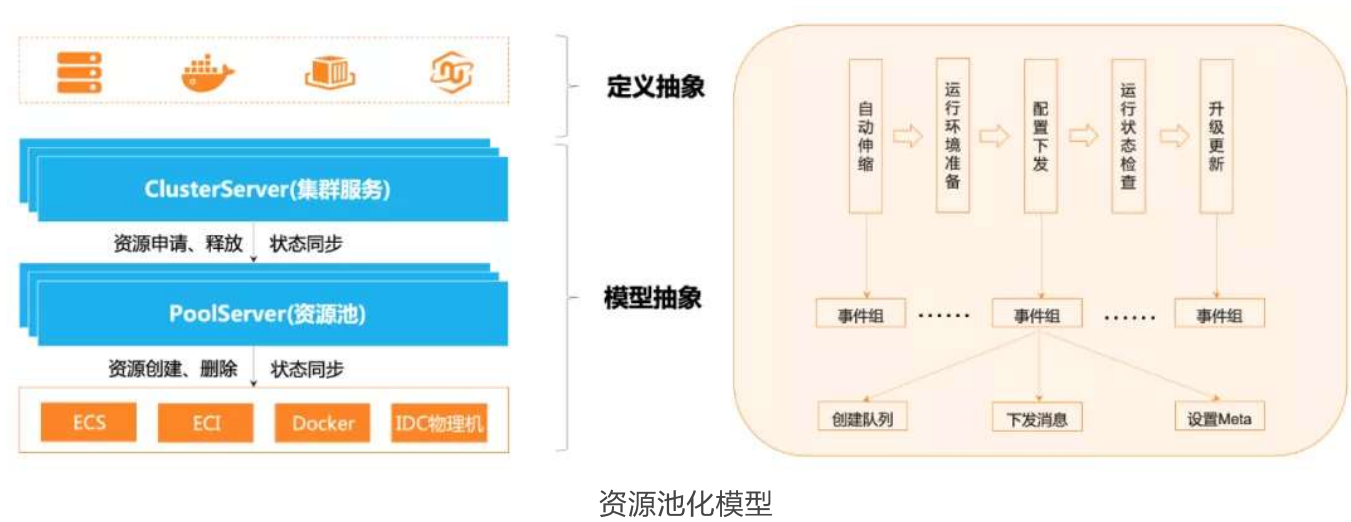 定义抽象
ClusterServer(集群服务)
资源申请、释放 状态同步
模型抽象
PoolServer(资源池)
资源创建、删除 状态同步
ECS
ECI
Docker
IDC物理机
自动伸缩
运行环境准备
配置下发
运行状态检查
升级更新
事件组 ······ 事件组 ······ 事件组
创建队列
下发消息
设置Meta
资源池化模型